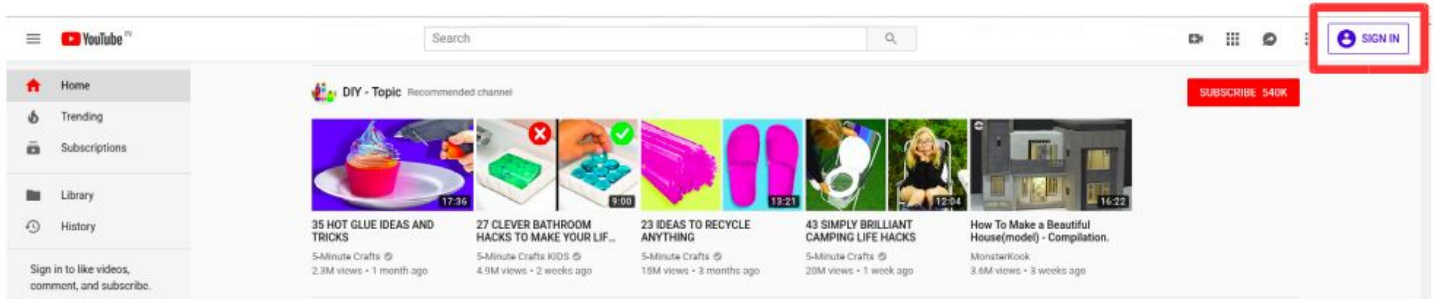 YouTube IN
Search
SIGN IN
Home
Trending
Subscriptions
Library
History
Sign in to like videos,
comment, and subscribe.
DIY - Topic Recommended channel
SUBSCRIBE 540K
17:36
9:00
13:21
12:04
16:22
35 HOT GLUE IDEAS AND
TRICKS
5-Minute Crafts
2.3M views • 1 month ago
27 CLEVER BATHROOM
HACKS TO MAKE YOUR LIF...
5-Minute Crafts KIDS
4.9M views • 2 weeks ago
23 IDEAS TO RECYCLE
ANYTHING
5-Minute Crafts
15M views • 3 months ago
43 SIMPLY BRILLIANT
CAMPING LIFE HACKS
5-Minute Crafts
20M views • 1 week ago
How To Make a Beautiful
House(model) - Compilation.
MonsterKook
3.6M views • 3 weeks ago